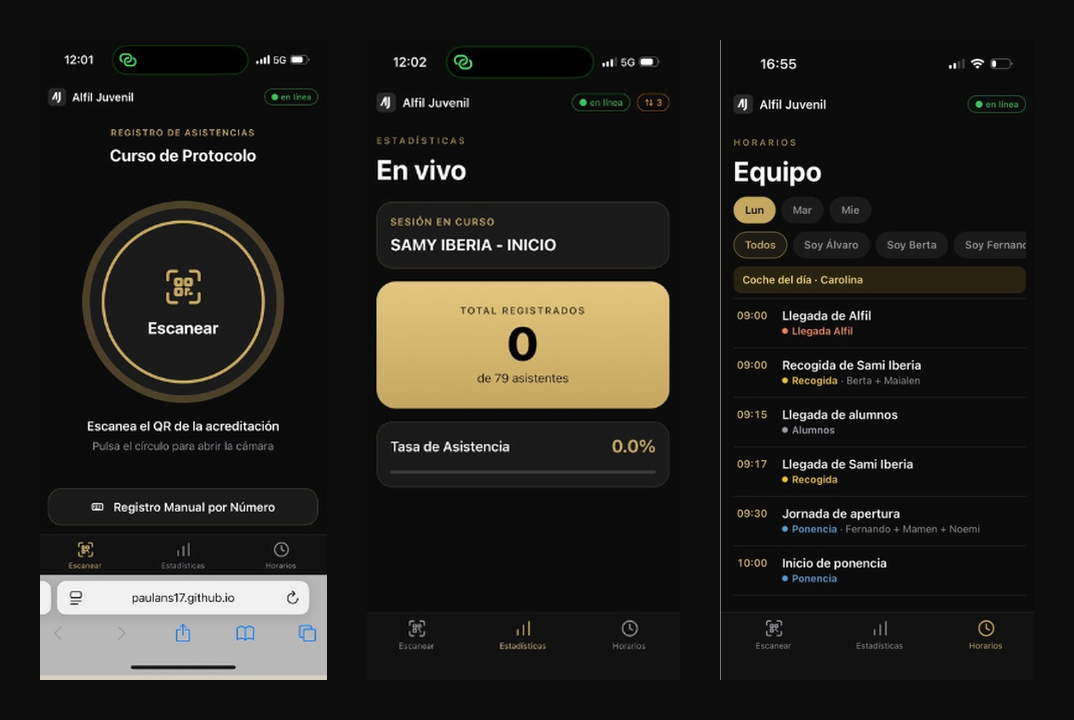 12:01
5G
AJ Alfil Juvenil
en línea
REGISTRO DE ASISTENCIAS
Curso de Protocolo
Escanear
Escanea el QR de la acreditación
Pulsa el círculo para abrir la cámara
Registro Manual por Número
Escanear Estadísticas Horarios
paulans17.github.io
12:02
5G
AJ Alfil Juvenil
en línea
3
ESTADÍSTICAS
En vivo
SESIÓN EN CURSO
SAMY IBERIA - INICIO
TOTAL REGISTRADOS
0
de 79 asistentes
Tasa de Asistencia 0.0%
Escanear Estadísticas Horarios
16:55
AJ Alfil Juvenil
en línea
HORARIOS
Equipo
Lun Mar Mie
Todos Soy Álvaro Soy Berta Soy Fernand
Coche del día · Carolina
09:00 Llegada de Alfil
Llegada Alfil
09:00 Recogida de Sami Iberia
Recogida · Berta + Maialen
09:15 Llegada de alumnos
Alumnos
09:17 Llegada de Sami Iberia
Recogida
09:30 Jornada de apertura
Ponencia · Fernando + Mamen + Noemi
10:00 Inicio de ponencia
Ponencia
Escanear Estadísticas Horarios